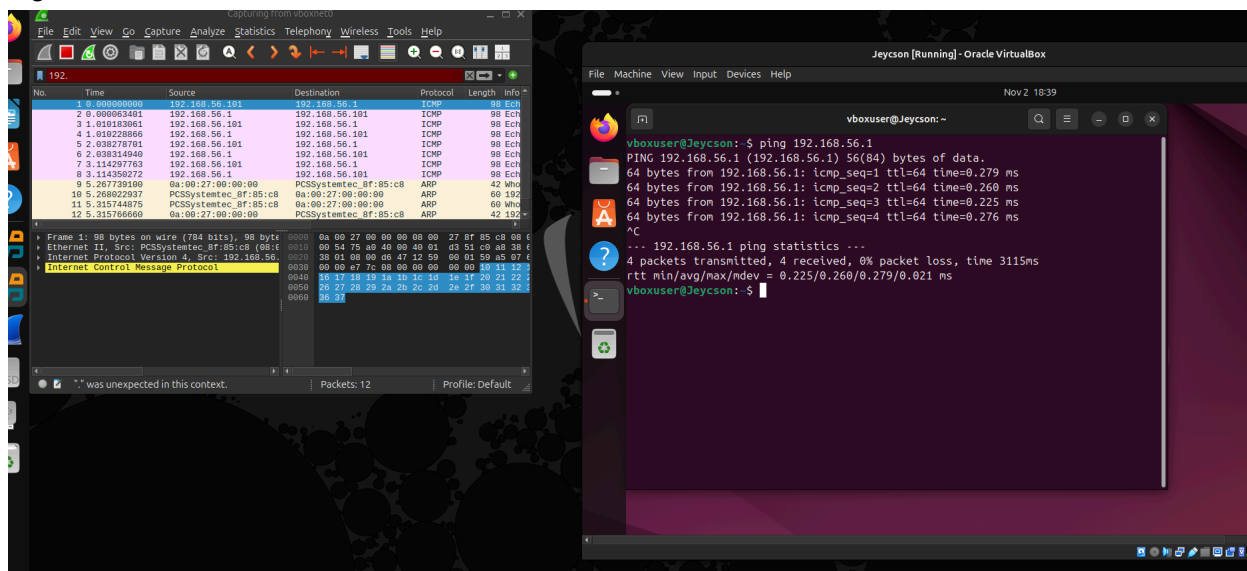 Capturing from vboxnet0
File Edit View Go Capture Analyze Statistics Telephony Wireless Tools Help
192.
No. Time Source Destination Protocol Length Info
1 0.000000000 192.168.56.101 192.168.56.1 ICMP 98 Ech
2 0.000063401 192.168.56.1 192.168.56.101 ICMP 98 Ech
3 1.010183061 192.168.56.101 192.168.56.1 ICMP 98 Ech
4 1.010228866 192.168.56.1 192.168.56.101 ICMP 98 Ech
5 2.038278701 192.168.56.101 192.168.56.1 ICMP 98 Ech
6 2.038314940 192.168.56.1 192.168.56.101 ICMP 98 Ech
7 3.114297763 192.168.56.101 192.168.56.1 ICMP 98 Ech
8 3.114350272 192.168.56.1 192.168.56.101 ICMP 98 Ech
9 5.267739100 0a:00:27:00:00:00 PCSSystemtec_8f:85:c8 ARP 42 Who
10 5.268022937 PCSSystemtec_8f:85:c8 0a:00:27:00:00:00 ARP 60 192
11 5.315744875 PCSSystemtec_8f:85:c8 0a:00:27:00:00:00 ARP 60 Who
12 5.315766660 0a:00:27:00:00:00 PCSSystemtec_8f:85:c8 ARP 42 192
Frame 1: 98 bytes on wire (784 bits), 98 byte
Ethernet II, Src: PCSSystemtec_8f:85:c8 (08:0
Internet Protocol Version 4, Src: 192.168.56.
Internet Control Message Protocol
0000 0a 00 27 00 00 00 08 00 27 8f 85 c8 08
0010 00 54 75 a0 40 00 40 01 d3 51 c0 a8 38
0020 38 01 08 00 d6 47 12 59 00 01 59 a5 07
0030 00 00 e7 7c 08 00 00 00 00 00 10 11 12
0040 16 17 18 19 1a 1b 1c 1d 1e 1f 20 21 22
0050 26 27 28 29 2a 2b 2c 2d 2e 2f 30 31 32
0060 36 37
"." was unexpected in this context. Packets: 12 Profile: Default
Jeycson [Running] - Oracle VirtualBox
File Machine View Input Devices Help
Nov 2 18:39
vboxuser@Jeycson: ~
vboxuser@Jeycson:~$ ping 192.168.56.1
PING 192.168.56.1 (192.168.56.1) 56(84) bytes of data.
64 bytes from 192.168.56.1: icmp_seq=1 ttl=64 time=0.279 ms
64 bytes from 192.168.56.1: icmp_seq=2 ttl=64 time=0.260 ms
64 bytes from 192.168.56.1: icmp_seq=3 ttl=64 time=0.225 ms
64 bytes from 192.168.56.1: icmp_seq=4 ttl=64 time=0.276 ms
^C
--- 192.168.56.1 ping statistics ---
4 packets transmitted, 4 received, 0% packet loss, time 3115ms
rtt min/avg/max/mdev = 0.225/0.260/0.279/0.021 ms
vboxuser@Jeycson:~$